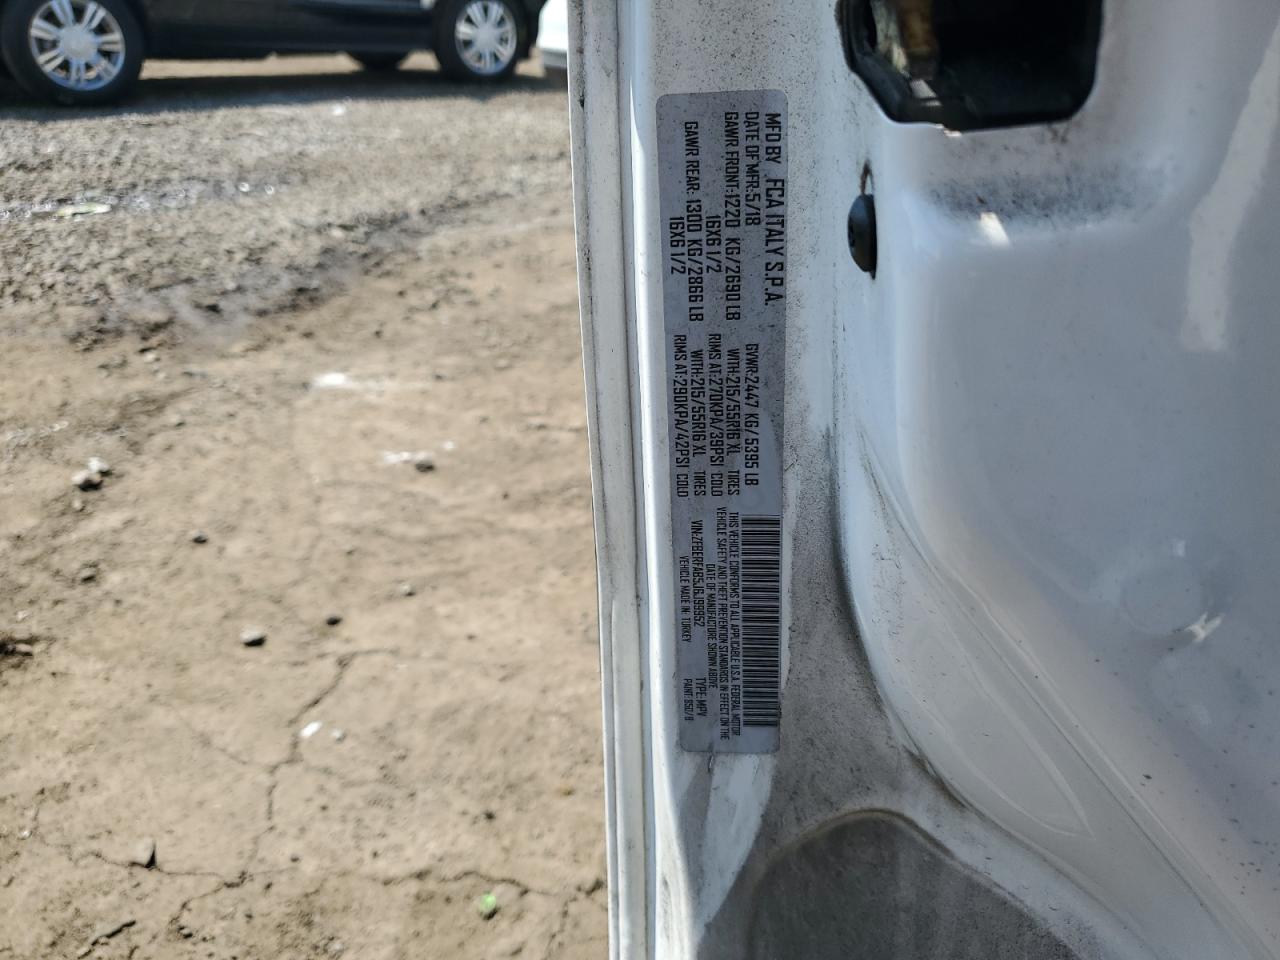 MFD BY FCA ITALY S.P.A.
DATE OF MFR:5/18 GVWR:2447 KG/5395 LB
GAWR FRONT:1220 KG/2690 LB WITH:215/55R16 XL TIRES
16X6 1/2 RIMS AT:270KPA/39PSI COLD
GAWR REAR: 1300 KG/2866 LB WITH:215/55R16 XL TIRES
16X6 1/2 RIMS AT:290KPA/42PSI COLD
THIS VEHICLE CONFORMS TO ALL APPLICABLE U.S.A. FEDERAL MOTOR
VEHICLE SAFETY AND THEFT PREVENTION STANDARDS IN EFFECT ON THE
DATE OF MANUFACTURE SHOWN ABOVE
VIN:ZFBERFAB5J6J99952 TYPE:MPV
VEHICLE MADE IN: TURKEY